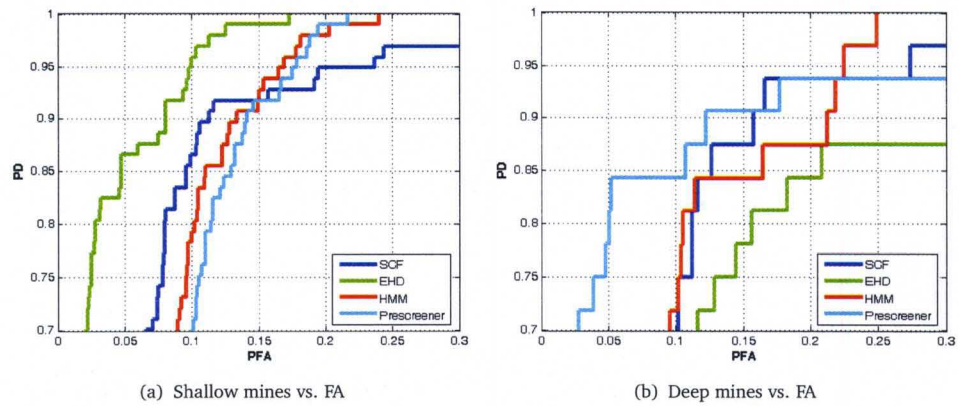 1
0.95
0.9
0.85
0.8
0.75
0.7
PD
0
0.05
0.1
0.15
0.2
0.25
0.3
PFA
SCF
EHD
HMM
Prescreener
(a) Shallow mines vs. FA
1
0.95
0.9
0.85
0.8
0.75
0.7
PD
0
0.05
0.1
0.15
0.2
0.25
0.3
PFA
SCF
EHD
HMM
Prescreener
(b) Deep mines vs. FA